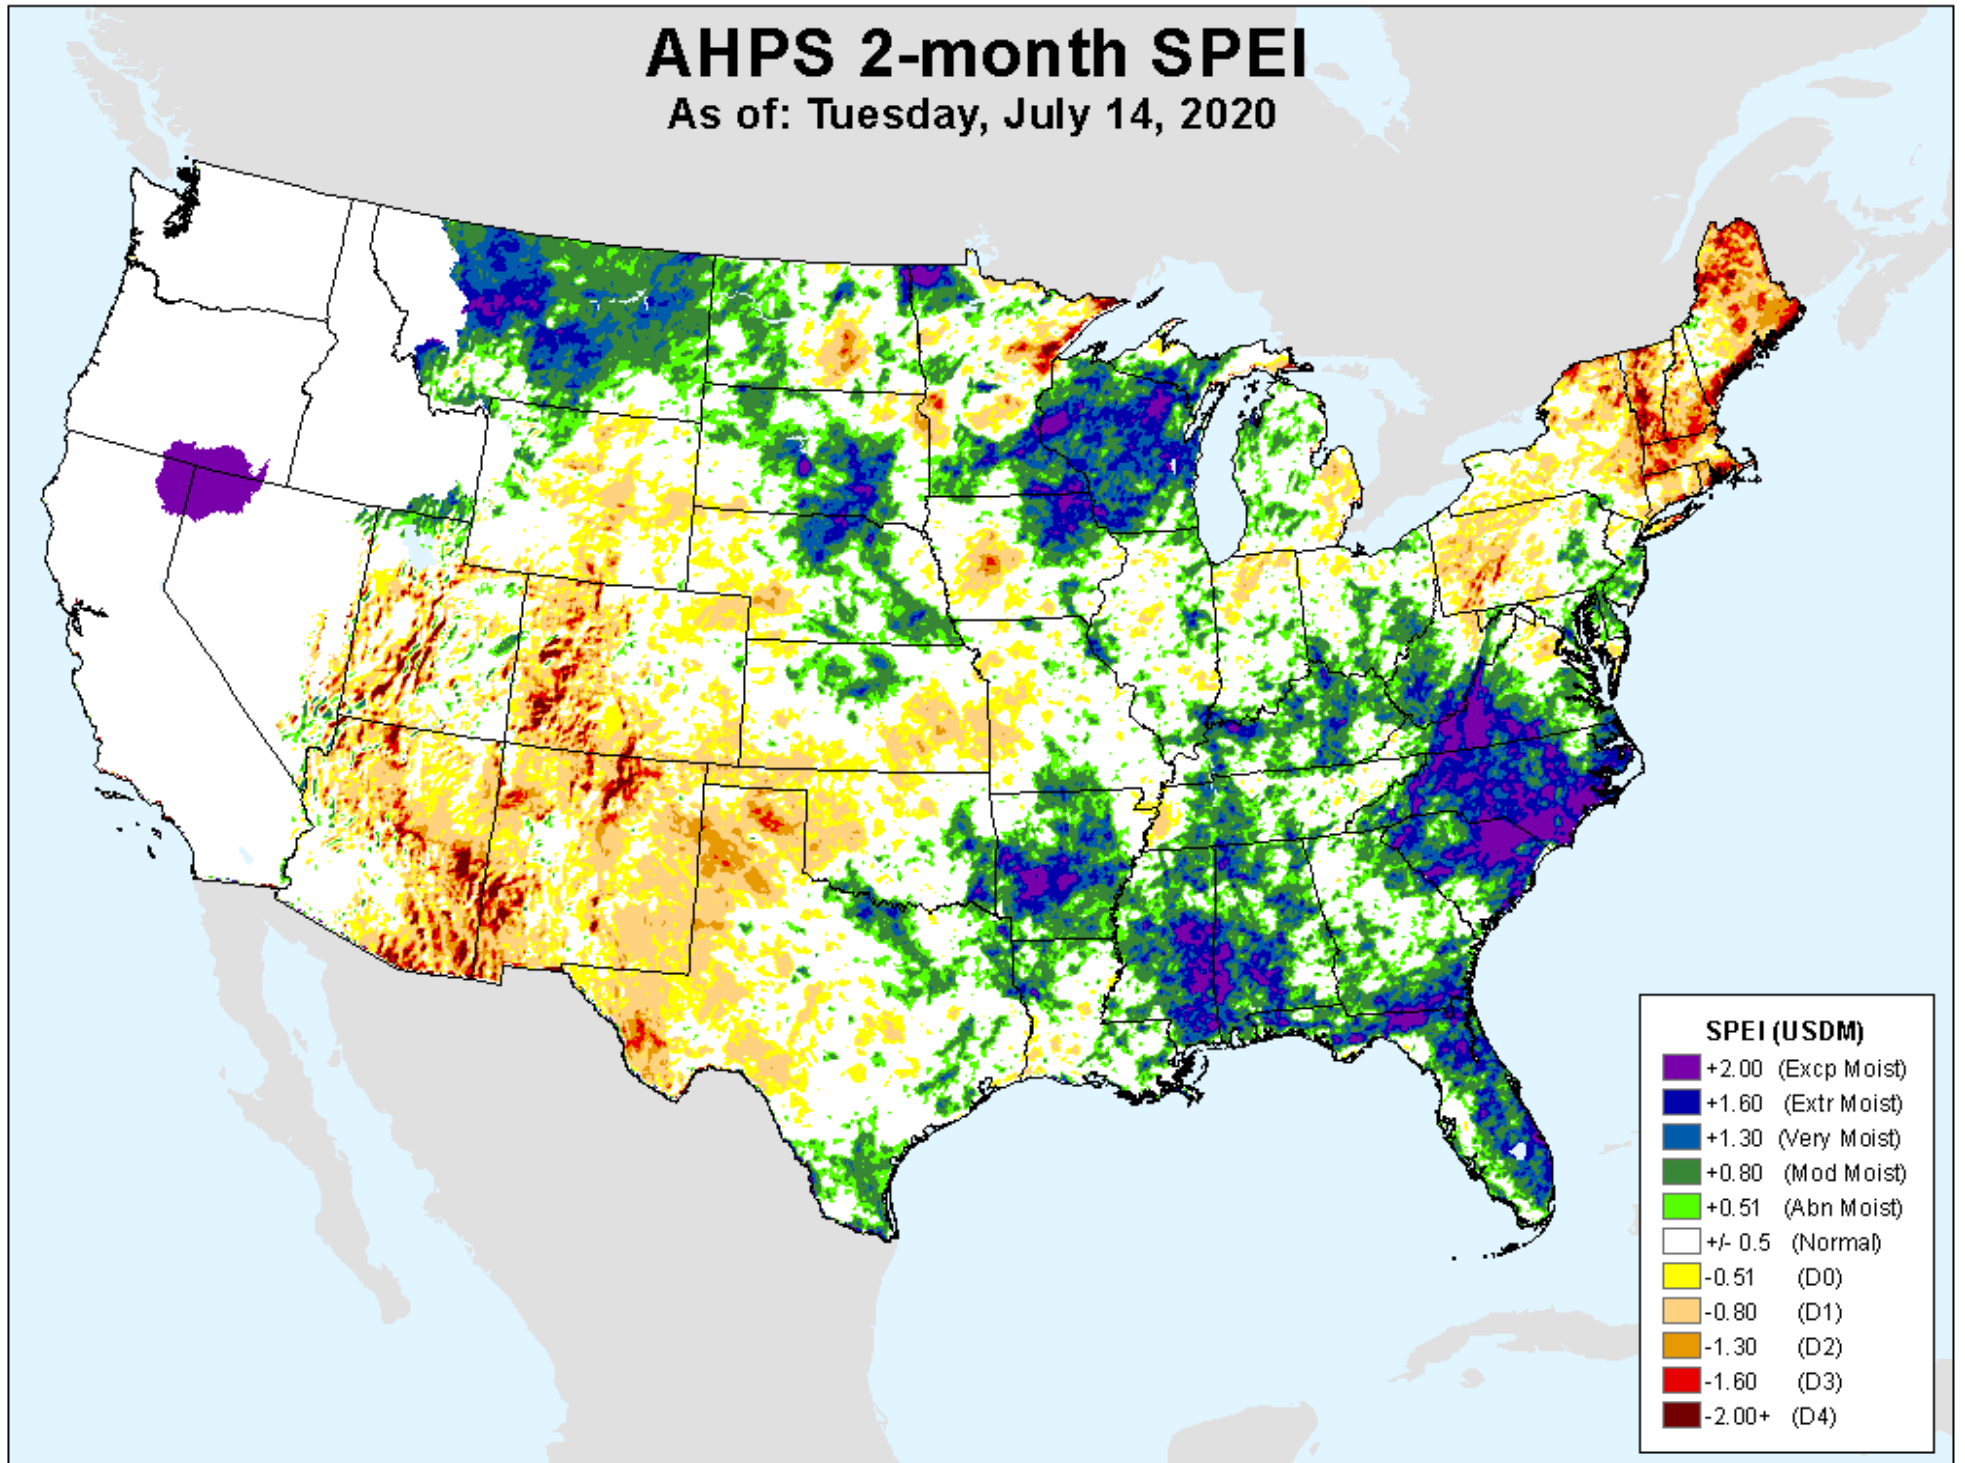 AHPS 2-month SPEI
As of: Tuesday, July 14, 2020
SPEI (USDM)
+2.00 (Excp Moist)
+1.60 (Extr Moist)
+1.30 (Very Moist)
+0.80 (Mod Moist)
+0.51 (Abn Moist)
+/- 0.5 (Normal)
-0.51 (D0)
-0.80 (D1)
-1.30 (D2)
-1.60 (D3)
-2.00+ (D4)